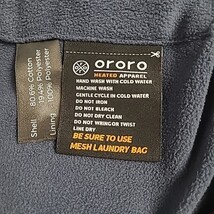 ororo
HEATED APPAREL
HAND WASH WITH COLD WATER
MACHINE WASH
GENTLE CYCLE IN COLD WATER
DO NOT IRON
DO NOT BLEACH
DO NOT DRY CLEAN
DO NOT WRING OR TWIST
LINE DRY
BE SURE TO USE
MESH LAUNDRY BAG
Shell 80.6% Cotton
19.4% Polyester
Lining 100% Polyester